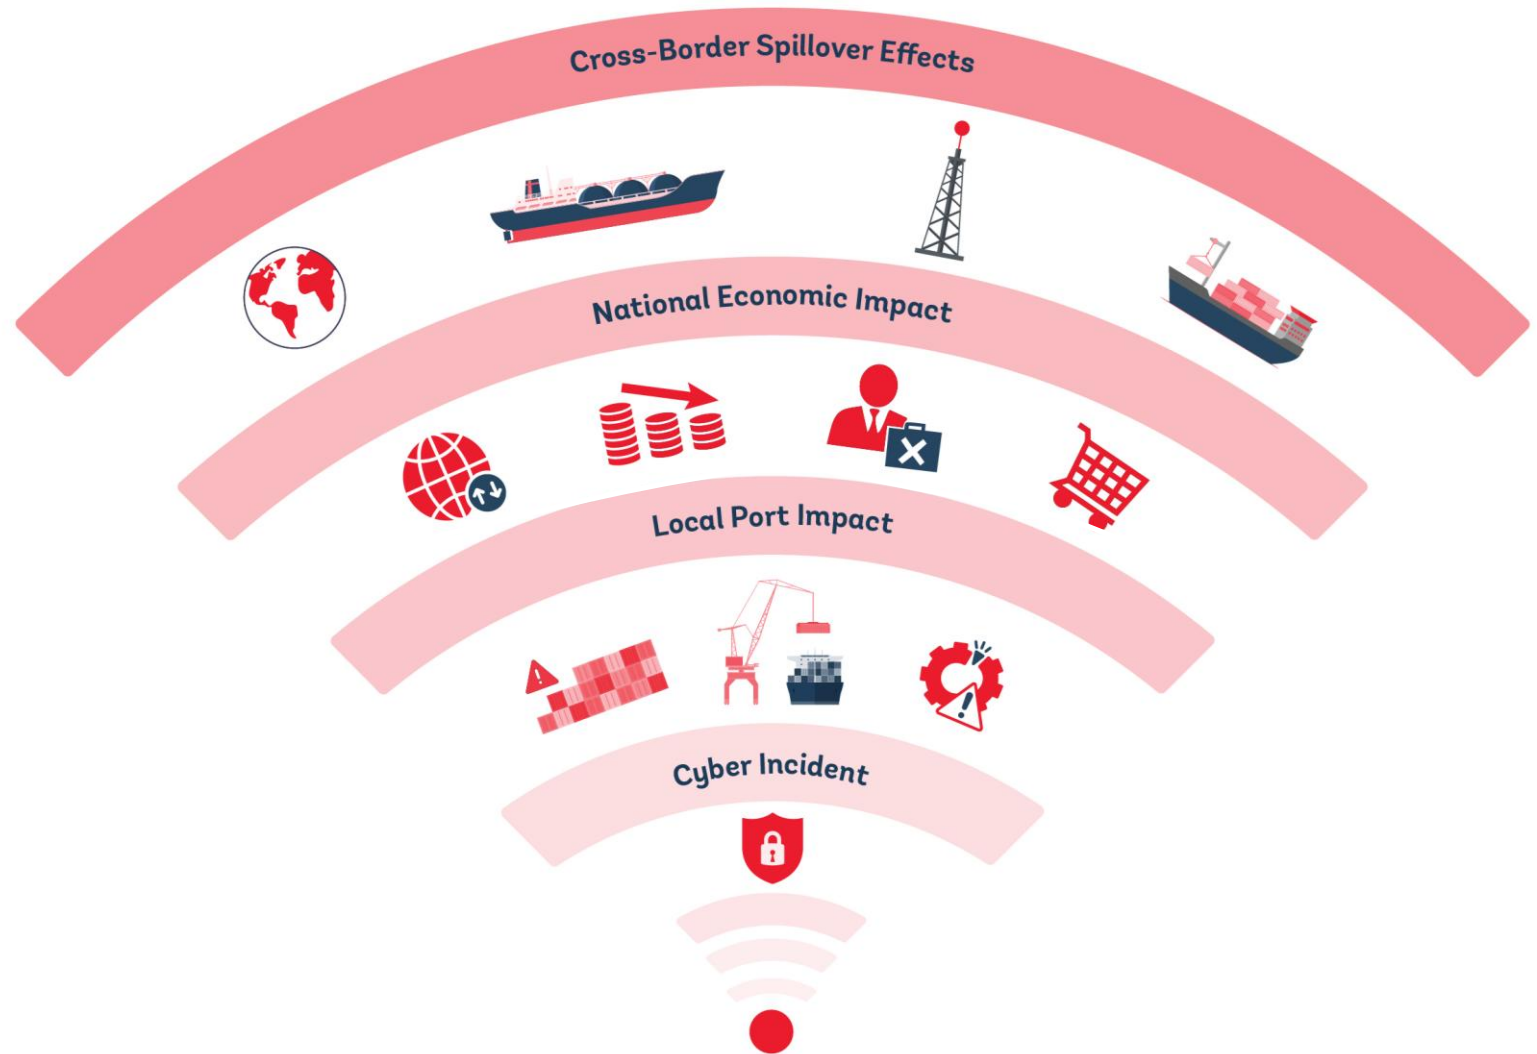 Cross-Border Spillover Effects
National Economic Impact
Local Port Impact
Cyber Incident